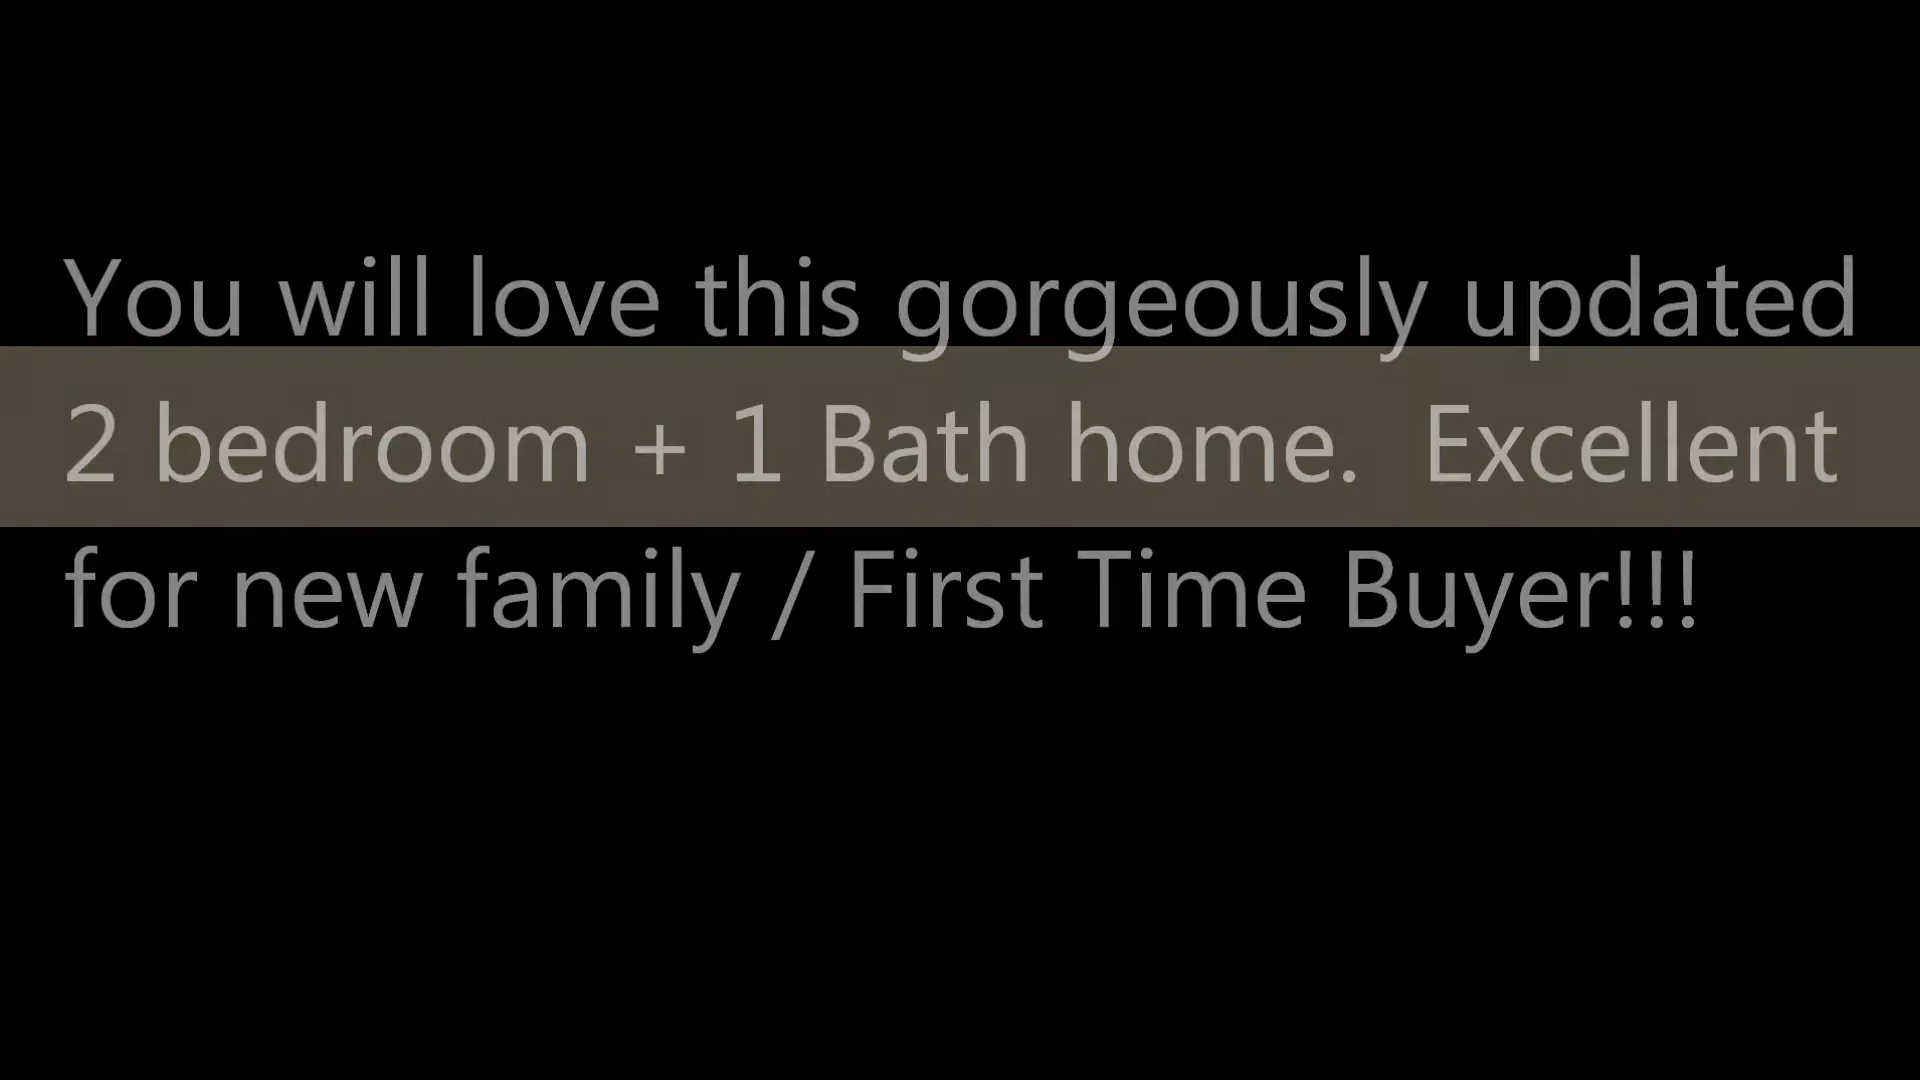 You will love this gorgeously updated
2 bedroom + 1 Bath home.  Excellent
for new family / First Time Buyer!!!